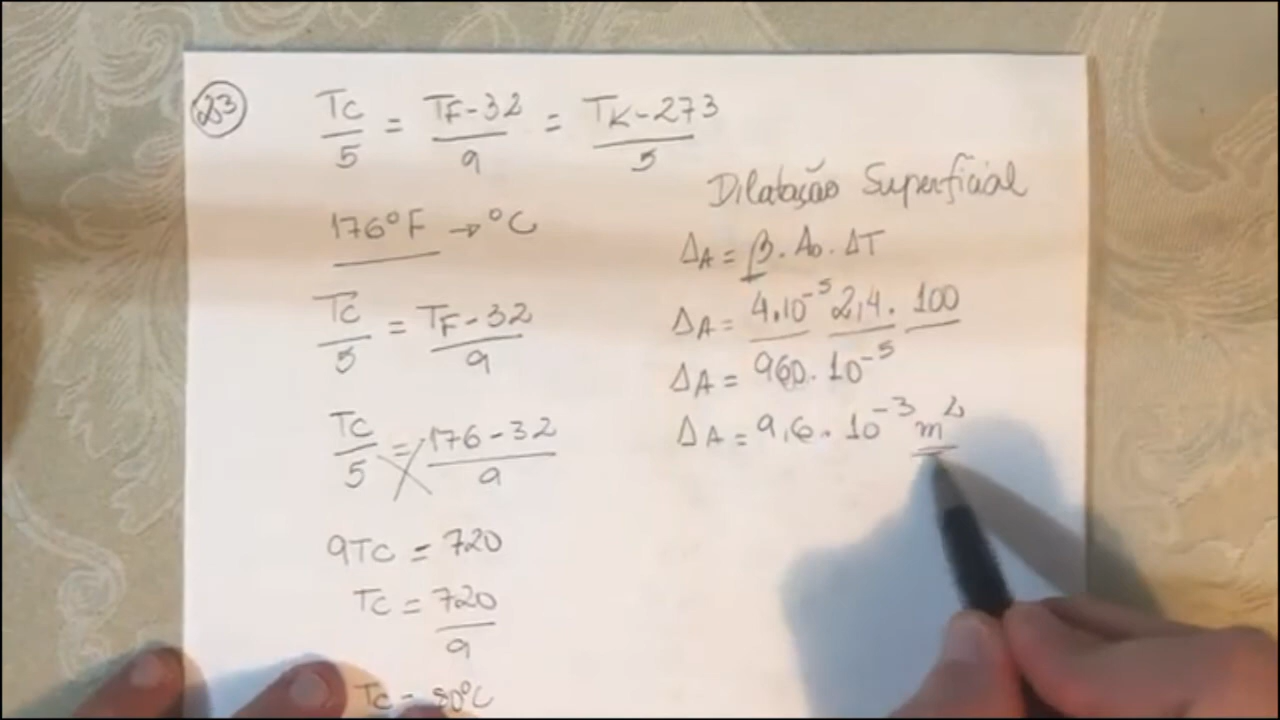 23
Tc/5 = TF-32/9 = TK-273/5
176°F → °C
Tc/5 = TF-32/9
Tc/5 = 176-32/9
9Tc = 720
Tc = 720/9
Tc = 80°C
Dilatação Superficial
ΔA = β. A₀. ΔT
ΔA = 4.10⁻⁵ 2,4. 100
ΔA = 960. 10⁻⁵
ΔA = 9,6. 10⁻³ m²